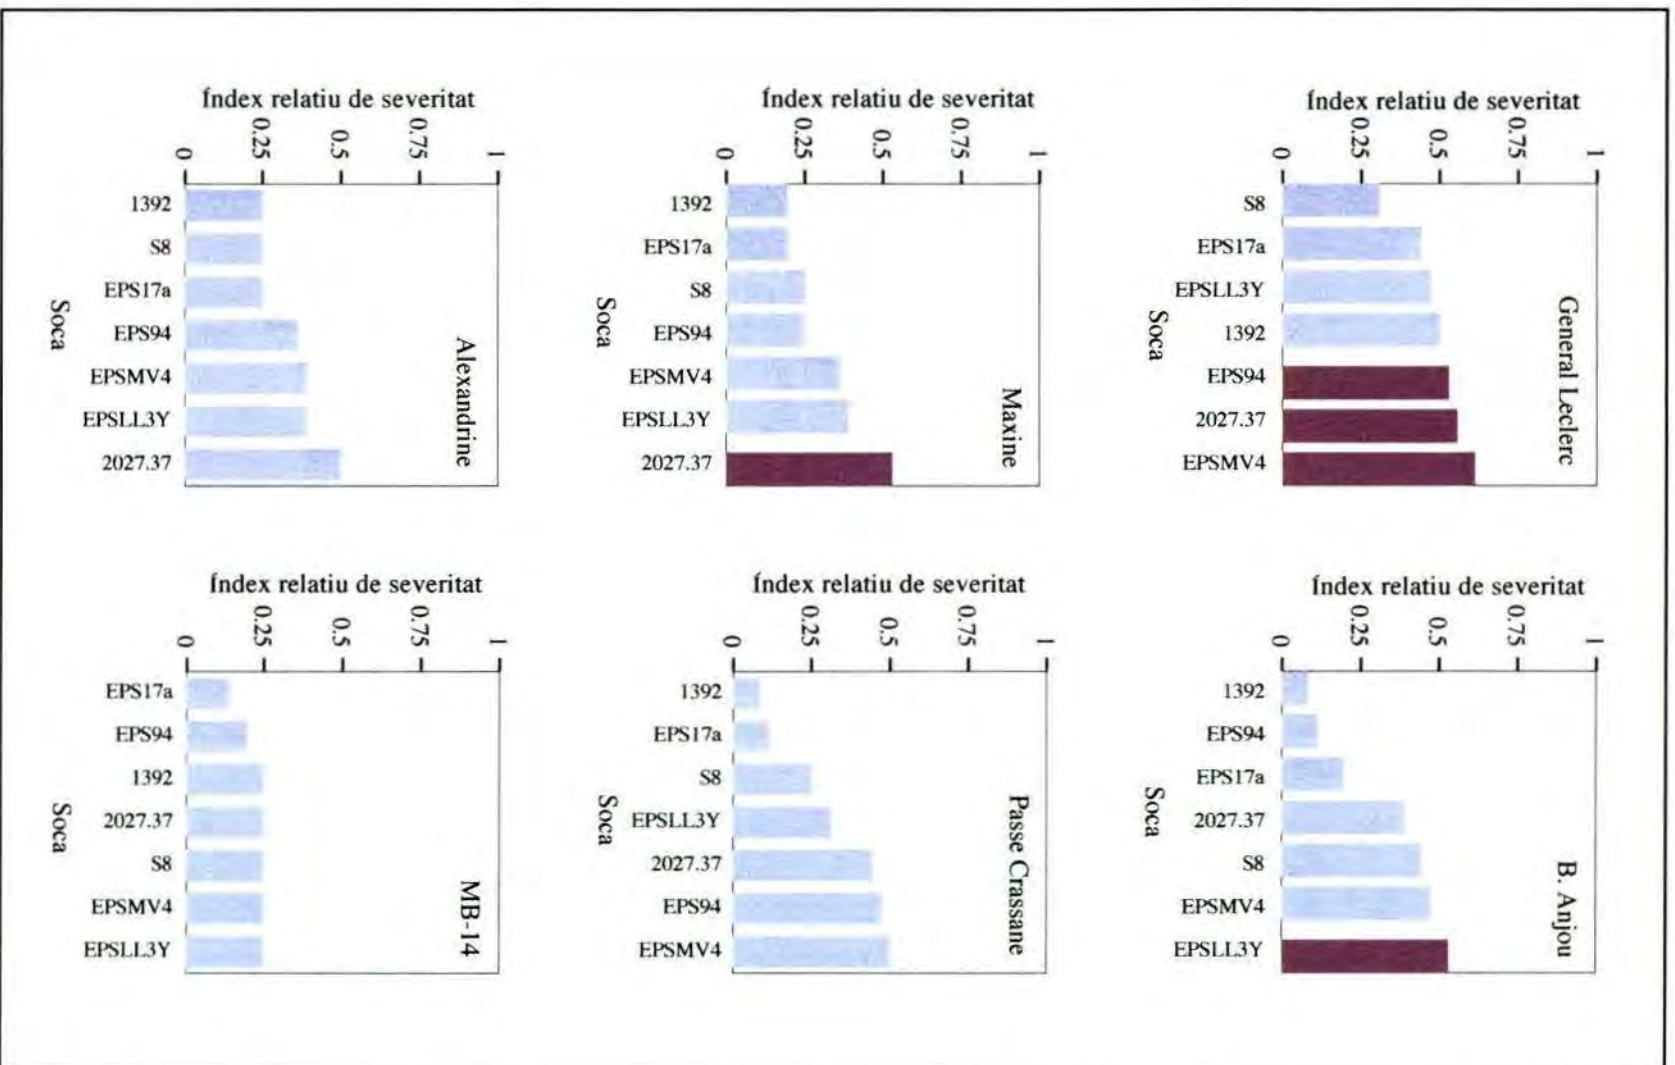 Índex relatiu de severitat
0
0.25
0.5
0.75
1
1392
S8
EPS17a
EPS94
EPSMV4
EPSLL3Y
2027.37
Soca
Alexandrine
Índex relatiu de severitat
0
0.25
0.5
0.75
1
1392
EPS17a
S8
EPS94
EPSMV4
EPSLL3Y
2027.37
Soca
Maxine
Índex relatiu de severitat
0
0.25
0.5
0.75
1
S8
EPS17a
EPSLL3Y
1392
EPS94
2027.37
EPSMV4
Soca
General Leclerc
Índex relatiu de severitat
0
0.25
0.5
0.75
1
EPS17a
EPS94
1392
2027.37
S8
EPSMV4
EPSLL3Y
Soca
MB-14
Índex relatiu de severitat
0
0.25
0.5
0.75
1
1392
EPS17a
S8
EPSLL3Y
2027.37
EPS94
EPSMV4
Soca
Passe Crassane
Índex relatiu de severitat
0
0.25
0.5
0.75
1
1392
EPS94
EPS17a
2027.37
S8
EPSMV4
EPSLL3Y
Soca
B. Anjou